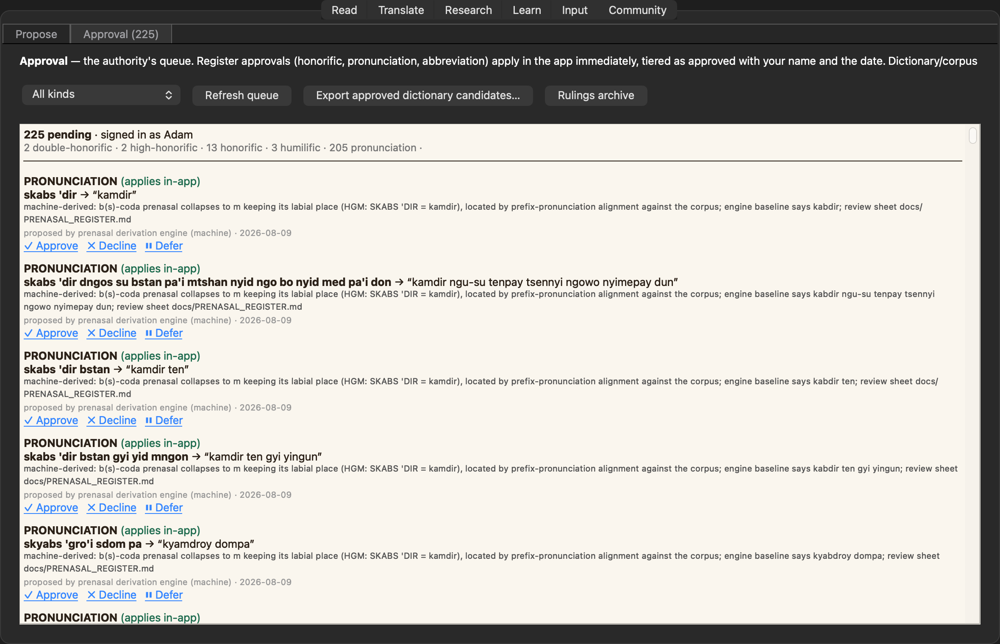 Read Translate Research Learn Input Community
Propose Approval (225)
Approval — the authority's queue. Register approvals (honorific, pronunciation, abbreviation) apply in the app immediately, tiered as approved with your name and the date. Dictionary/corpus
All kinds Refresh queue Export approved dictionary candidates... Rulings archive
225 pending · signed in as Adam
2 double-honorific · 2 high-honorific · 13 honorific · 3 humilific · 205 pronunciation ·
PRONUNCIATION (applies in-app)
skabs 'dir → “kamdir”
machine-derived: b(s)-coda prenasal collapses to m keeping its labial place (HGM: SKABS 'DIR = kamdir), located by prefix-pronunciation alignment against the corpus; engine baseline says kabdir; review sheet docs/
PRENASAL_REGISTER.md
proposed by prenasal derivation engine (machine) · 2026-08-09
✓ Approve ✕ Decline ⏸ Defer
PRONUNCIATION (applies in-app)
skabs 'dir dngos su bstan pa'i mtshan nyid ngo bo nyid med pa'i don → “kamdir ngu-su tenpay tsennyi ngowo nyimepay dun”
machine-derived: b(s)-coda prenasal collapses to m keeping its labial place (HGM: SKABS 'DIR = kamdir), located by prefix-pronunciation alignment against the corpus; engine baseline says kabdir ngu-su tenpay tsennyi
ngowo nyimepay dun; review sheet docs/PRENASAL_REGISTER.md
proposed by prenasal derivation engine (machine) · 2026-08-09
✓ Approve ✕ Decline ⏸ Defer
PRONUNCIATION (applies in-app)
skabs 'dir bstan → “kamdir ten”
machine-derived: b(s)-coda prenasal collapses to m keeping its labial place (HGM: SKABS 'DIR = kamdir), located by prefix-pronunciation alignment against the corpus; engine baseline says kabdir ten; review sheet docs/
PRENASAL_REGISTER.md
proposed by prenasal derivation engine (machine) · 2026-08-09
✓ Approve ✕ Decline ⏸ Defer
PRONUNCIATION (applies in-app)
skabs 'dir bstan gyi yid mngon → “kamdir ten gyi yingun”
machine-derived: b(s)-coda prenasal collapses to m keeping its labial place (HGM: SKABS 'DIR = kamdir), located by prefix-pronunciation alignment against the corpus; engine baseline says kabdir ten gyi yingun; review sheet
docs/PRENASAL_REGISTER.md
proposed by prenasal derivation engine (machine) · 2026-08-09
✓ Approve ✕ Decline ⏸ Defer
PRONUNCIATION (applies in-app)
skyabs 'gro'i sdom pa → “kyamdroy dompa”
machine-derived: b(s)-coda prenasal collapses to m keeping its labial place (HGM: SKABS 'DIR = kamdir), located by prefix-pronunciation alignment against the corpus; engine baseline says kyabdroy dompa; review sheet
docs/PRENASAL_REGISTER.md
proposed by prenasal derivation engine (machine) · 2026-08-09
✓ Approve ✕ Decline ⏸ Defer
PRONUNCIATION (applies in-app)